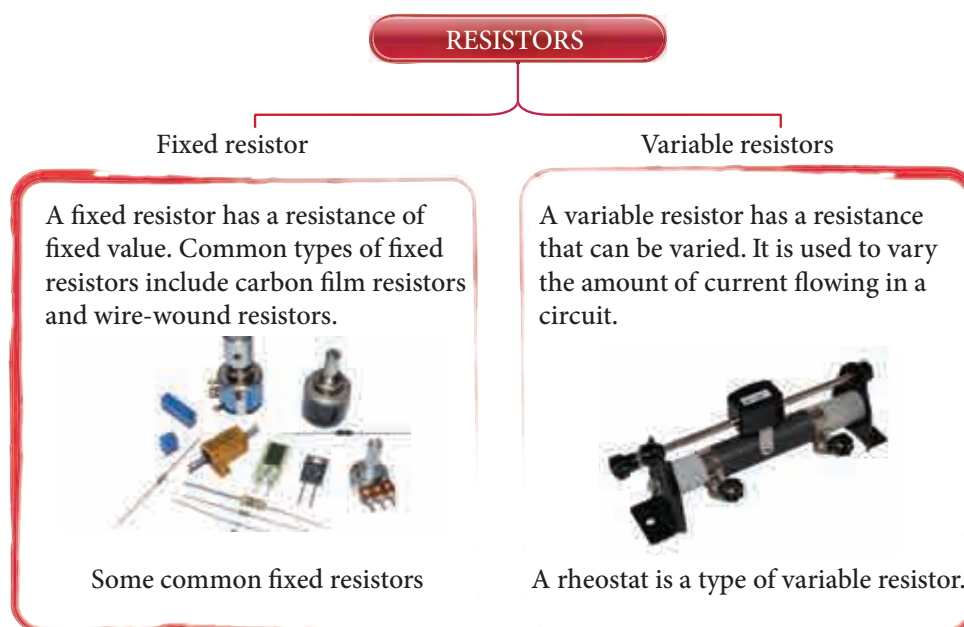 RESISTORS
Fixed resistor
A fixed resistor has a resistance of
fixed value. Common types of fixed
resistors include carbon film resistors
and wire-wound resistors.
Some common fixed resistors
Variable resistors
A variable resistor has a resistance
that can be varied. It is used to vary
the amount of current flowing in a
circuit.
A rheostat is a type of variable resistor.